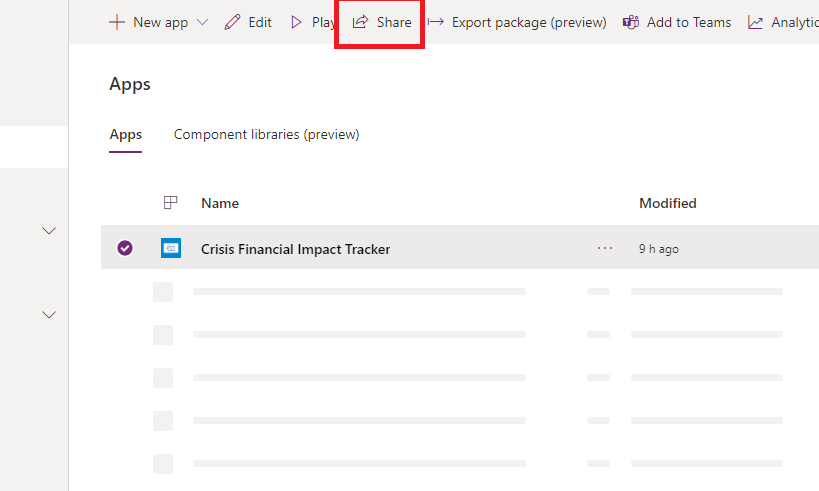 New app Edit Play Share Export package (preview) Add to Teams Analytic
Apps
Apps Component libraries (preview)
Name Modified
Crisis Financial Impact Tracker ... 9 h ago